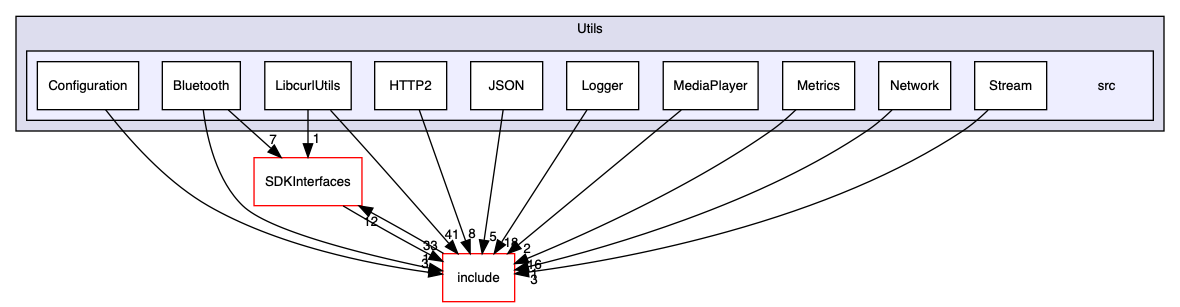 Utils
Configuration
Bluetooth
LibcurlUtils
HTTP2
JSON
Logger
MediaPlayer
Metrics
Network
Stream
src
7
1
SDKInterfaces
12
33
41
8
5
18
2
16
3
3
include